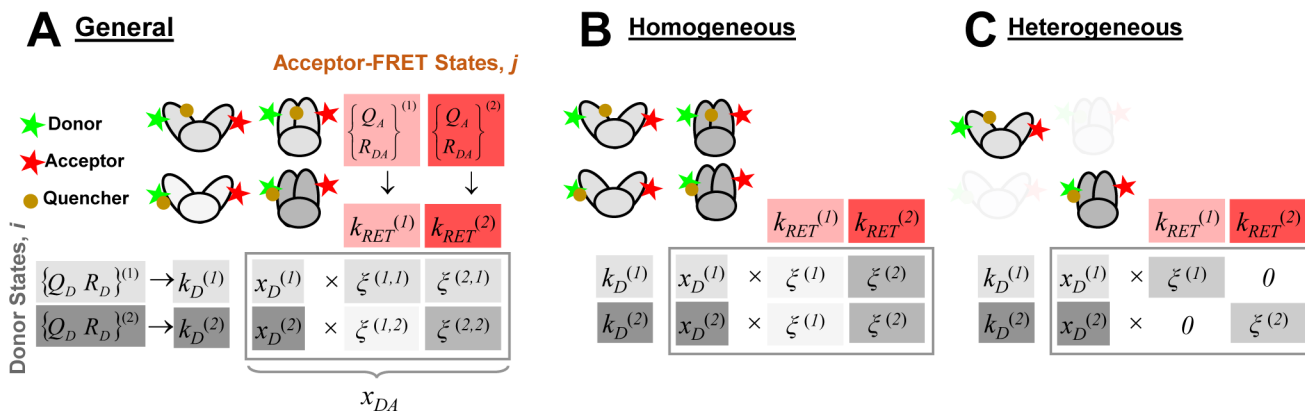 A General
Acceptor-FRET States, j
Donor
Acceptor
Quencher
{Q_A R_DA}^(1) {Q_A R_DA}^(2)
↓ ↓
k_RET^(1) k_RET^(2)
Donor States, i
{Q_D R_D}^(1) → k_D^(1) x_D^(1) × ξ^(1,1) ξ^(2,1)
{Q_D R_D}^(2) → k_D^(2) x_D^(2) × ξ^(1,2) ξ^(2,2)
x_DA
B Homogeneous
k_RET^(1) k_RET^(2)
k_D^(1) x_D^(1) × ξ^(1) ξ^(2)
k_D^(2) x_D^(2) × ξ^(1) ξ^(2)
C Heterogeneous
k_RET^(1) k_RET^(2)
k_D^(1) x_D^(1) × ξ^(1) 0
k_D^(2) x_D^(2) × 0 ξ^(2)